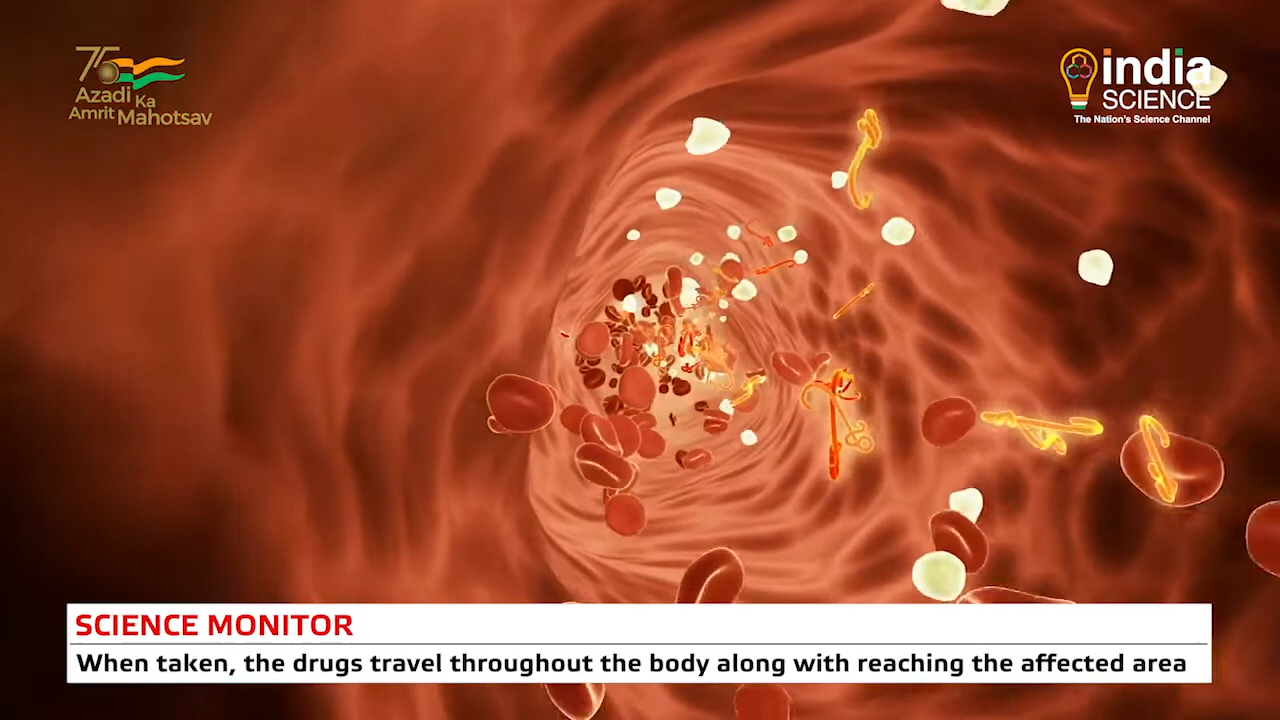 75
Azadi Ka
Amrit Mahotsav
india
SCIENCE
The Nation's Science Channel
SCIENCE MONITOR
When taken, the drugs travel throughout the body along with reaching the affected area